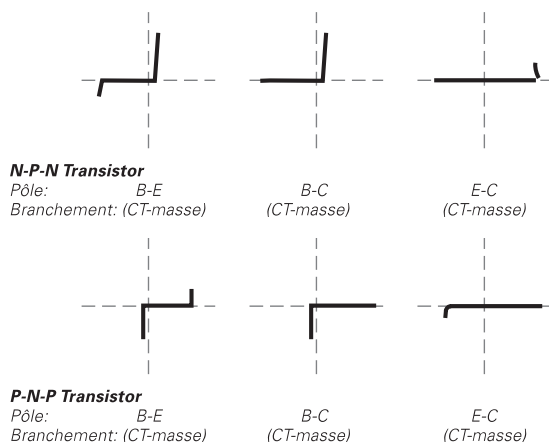 N-P-N Transistor
Pôle: B-E B-C E-C
Branchement: (CT-masse) (CT-masse) (CT-masse)
P-N-P Transistor
Pôle: B-E B-C E-C
Branchement: (CT-masse) (CT-masse) (CT-masse)